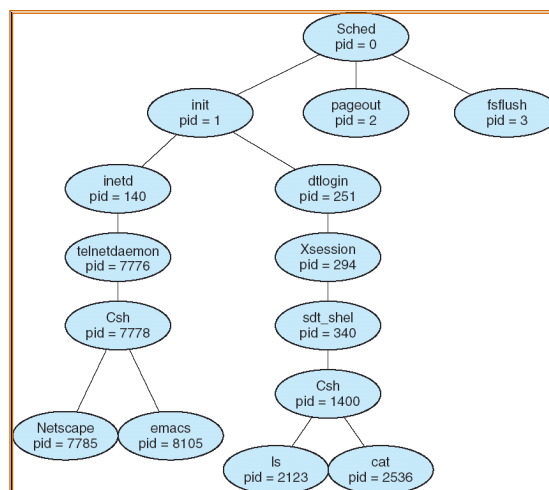 Sched
pid = 0
init
pid = 1
pageout
pid = 2
fsflush
pid = 3
inetd
pid = 140
dtlogin
pid = 251
telnetdaemon
pid = 7776
Xsession
pid = 294
Csh
pid = 7778
sdt_shel
pid = 340
Csh
pid = 1400
Netscape
pid = 7785
emacs
pid = 8105
ls
pid = 2123
cat
pid = 2536